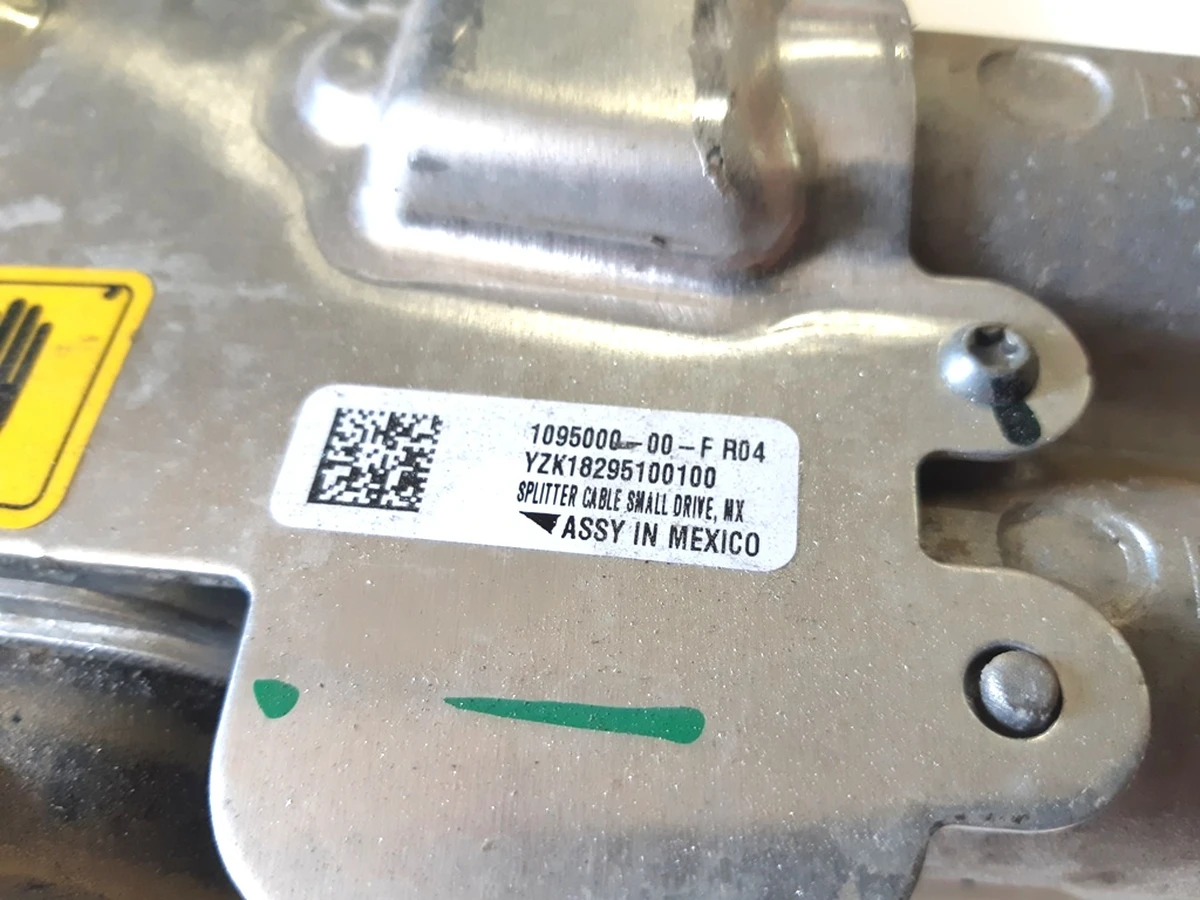 1095000-00-F R04
YZK18295100100
SPLITTER CABLE SMALL DRIVE, MX
ASSY IN MEXICO